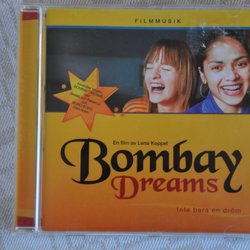 FILMMUSIK
En film av Lena Koppel
Bombay
Dreams
Inte bara en dröm